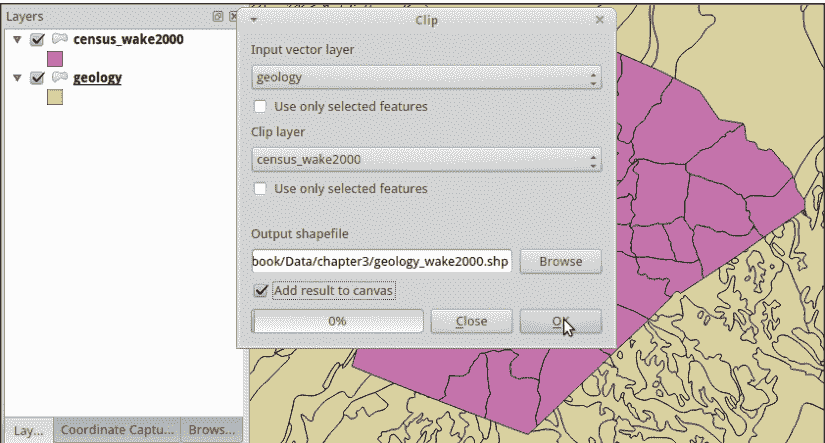 Layers
census_wake2000
geology
Clip
Input vector layer
geology
Use only selected features
Clip layer
census_wake2000
Use only selected features
Output shapefile
book/Data/chapter3/geology_wake2000.shp
Browse
Add result to canvas
0%
Close
OK
Lay...
Coordinate Captu...
Brows...